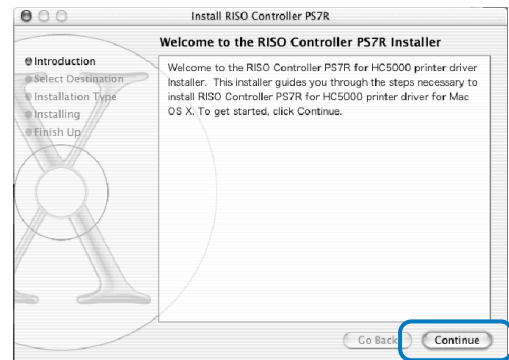 Install RISO Controller PS7R
Welcome to the RISO Controller PS7R Installer
Introduction
Select Destination
Installation Type
Installing
Finish Up
Welcome to the RISO Controller PS7R for HC5000 printer driver
Installer. This installer guides you through the steps necessary to
install RISO Controller PS7R for HC5000 printer driver for Mac
OS X. To get started, click Continue.
Go Back
Continue